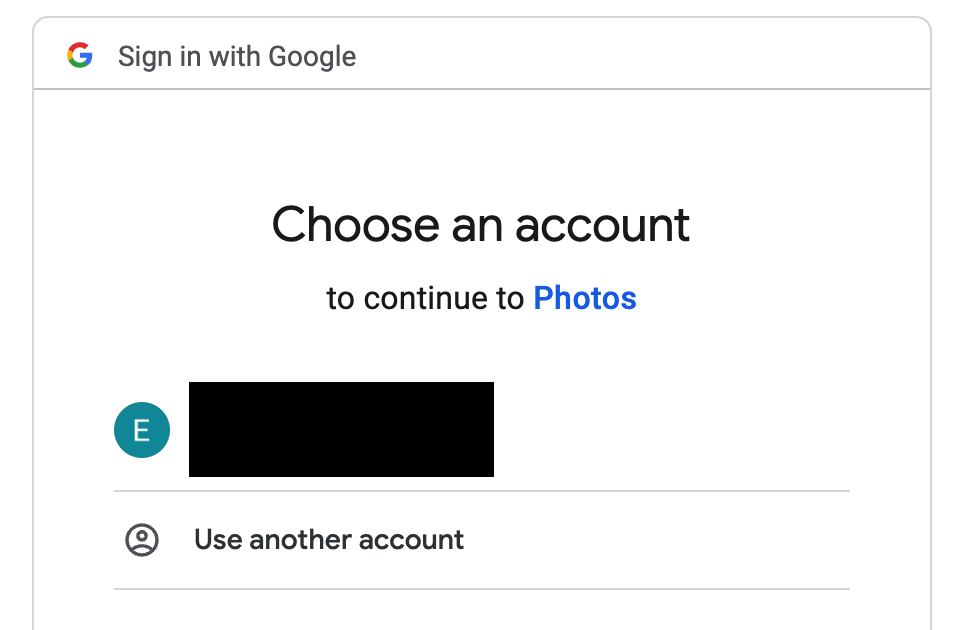 Sign in with Google
Choose an account
to continue to Photos
E
Use another account